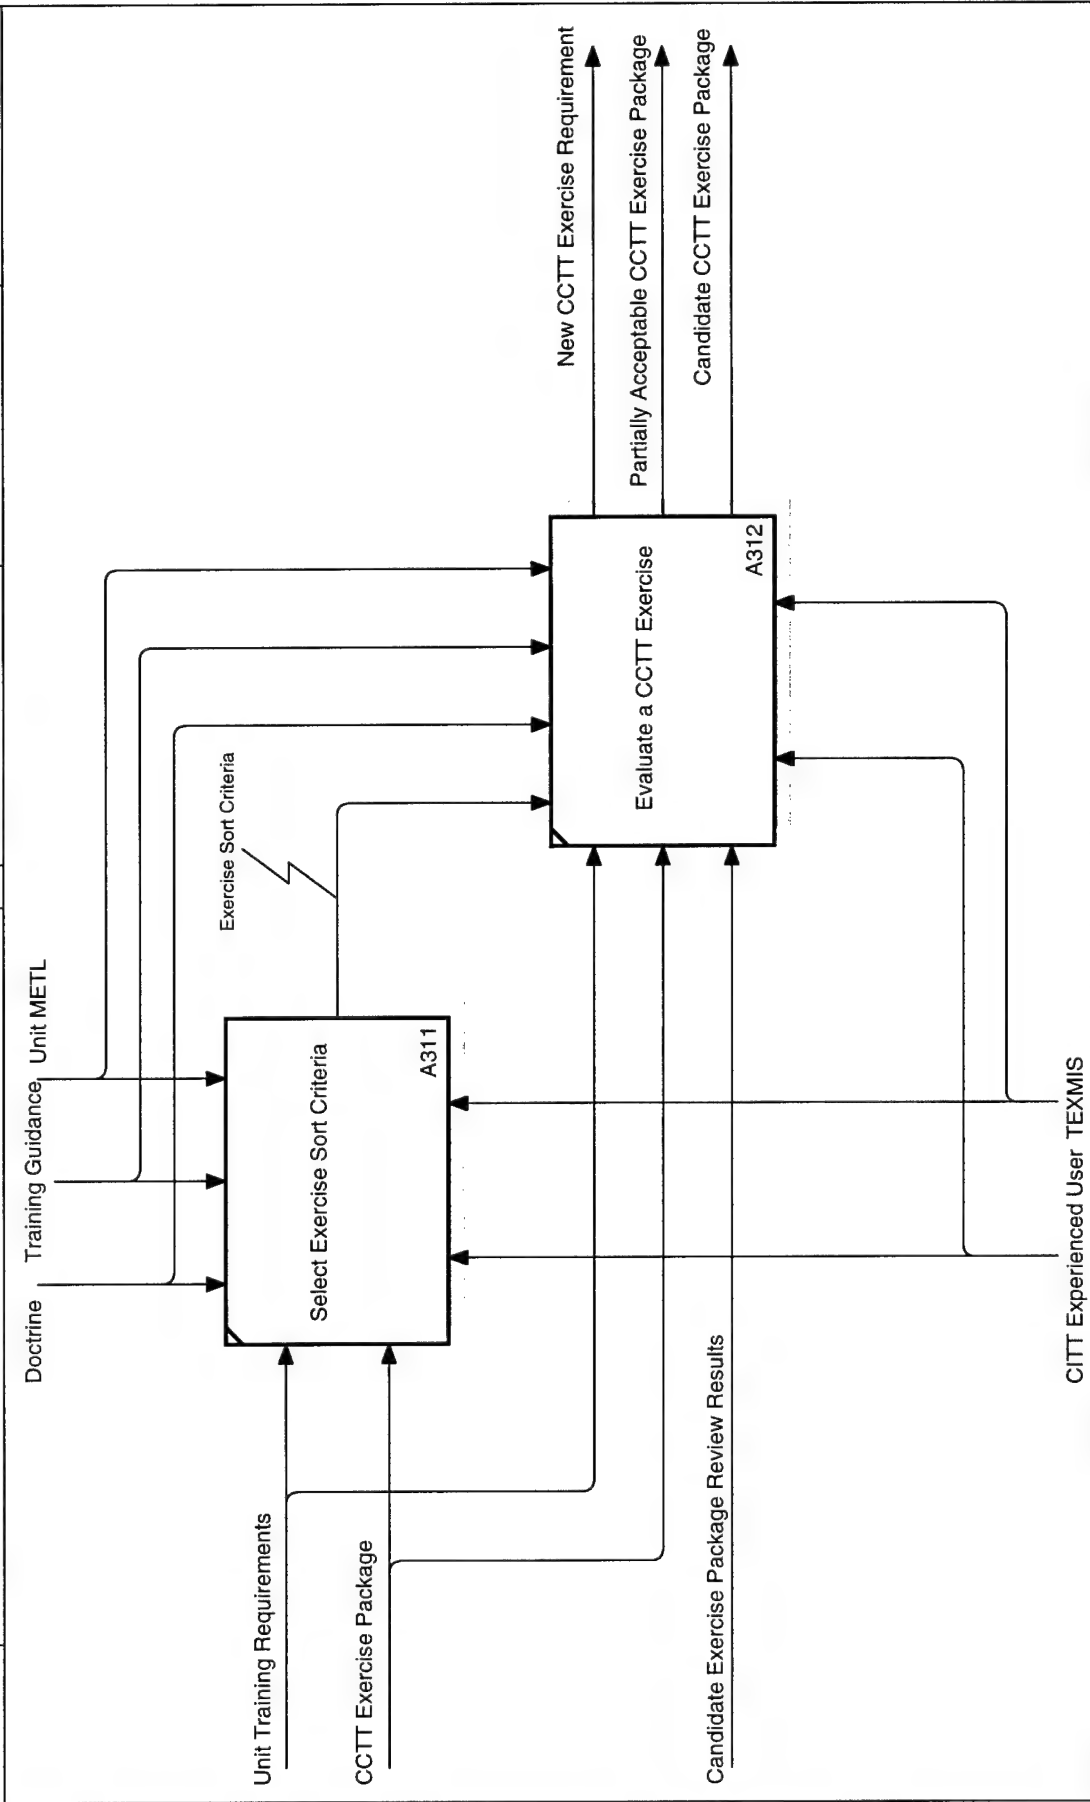 Doctrine
Training Guidance
Unit METL
Unit Training Requirements
CCTT Exercise Package
Select Exercise Sort Criteria
A311
Exercise Sort Criteria
Candidate Exercise Package Review Results
Evaluate a CCTT Exercise
A312
New CCTT Exercise Requirement
Partially Acceptable CCTT Exercise Package
Candidate CCTT Exercise Package
CITT Experienced User
TEXMIS